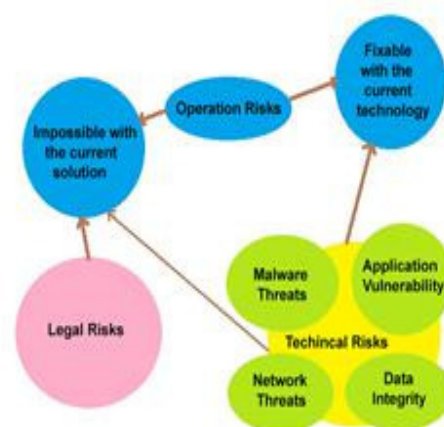 Fixable
with the
current
technology
Operation Risks
Impossible with
the current
solution
Malware
Threats
Application
Vulnerability
Legal Risks
Techincal Risks
Network
Threats
Data
Integrity